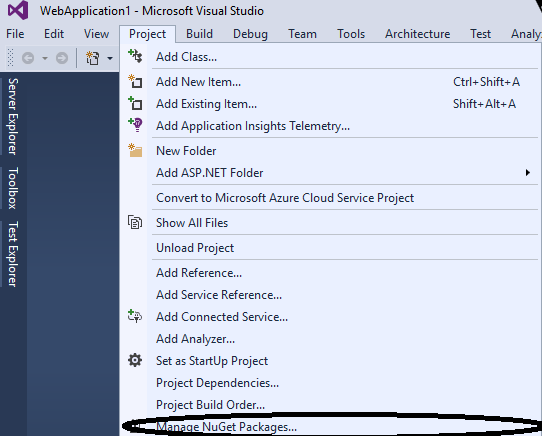 WebApplication1 - Microsoft Visual Studio
File Edit View Project Build Debug Team Tools Architecture Test Analy
Server Explorer
Toolbox
Test Explorer
Add Class...
Add New Item... Ctrl+Shift+A
Add Existing Item... Shift+Alt+A
Add Application Insights Telemetry...
New Folder
Add ASP.NET Folder
Convert to Microsoft Azure Cloud Service Project
Show All Files
Unload Project
Add Reference...
Add Service Reference...
Add Connected Service...
Add Analyzer...
Set as StartUp Project
Project Dependencies...
Project Build Order...
Manage NuGet Packages...